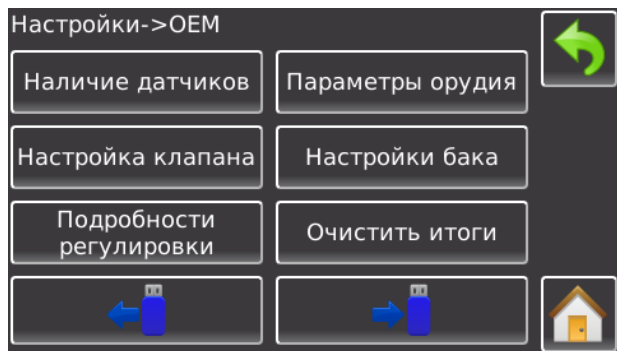 Настройки->OEM
Наличие датчиков
Параметры орудия
Настройка клапана
Настройки бака
Подробности
регулировки
Очистить итоги